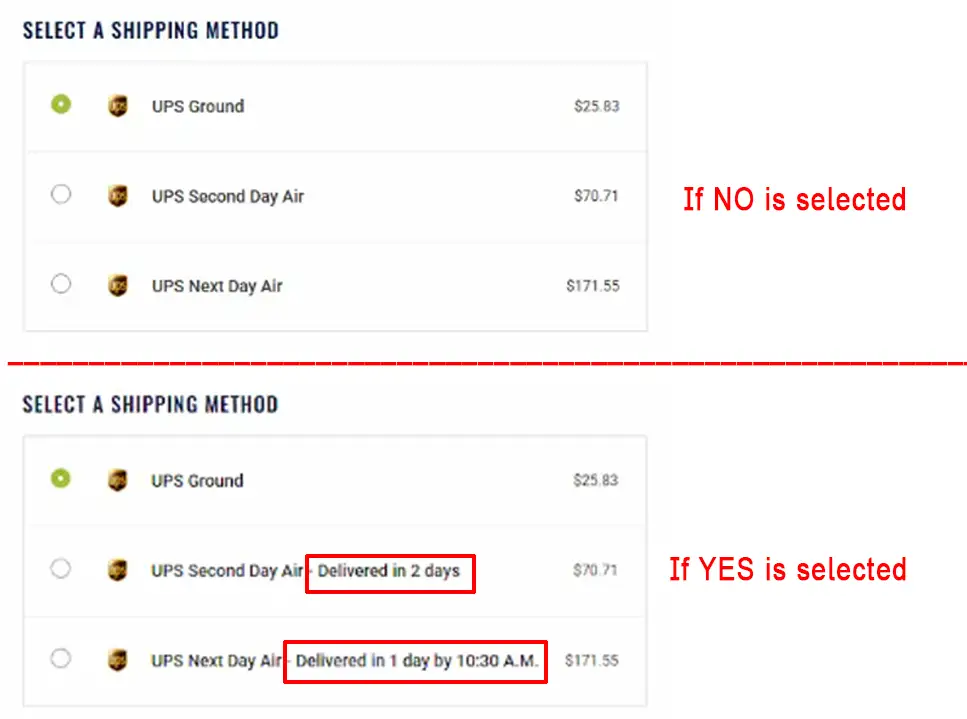 SELECT A SHIPPING METHOD
UPS Ground $25.83
UPS Second Day Air $70.71
If NO is selected
UPS Next Day Air $171.55
SELECT A SHIPPING METHOD
UPS Ground $25.83
UPS Second Day Air - Delivered in 2 days $70.71
If YES is selected
UPS Next Day Air - Delivered in 1 day by 10:30 A.M. $171.55